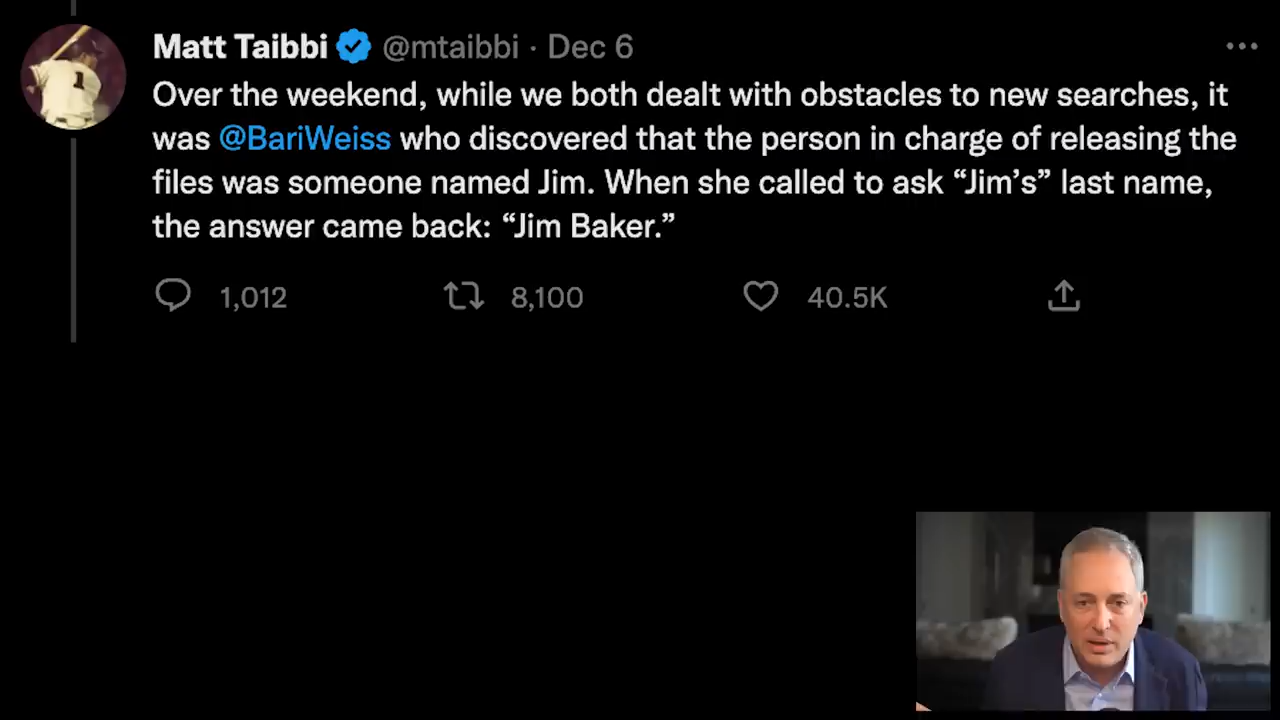 Matt Taibbi @mtaibbi · Dec 6
Over the weekend, while we both dealt with obstacles to new searches, it
was @BariWeiss who discovered that the person in charge of releasing the
files was someone named Jim. When she called to ask “Jim’s” last name,
the answer came back: “Jim Baker.”
1,012 8,100 40.5K